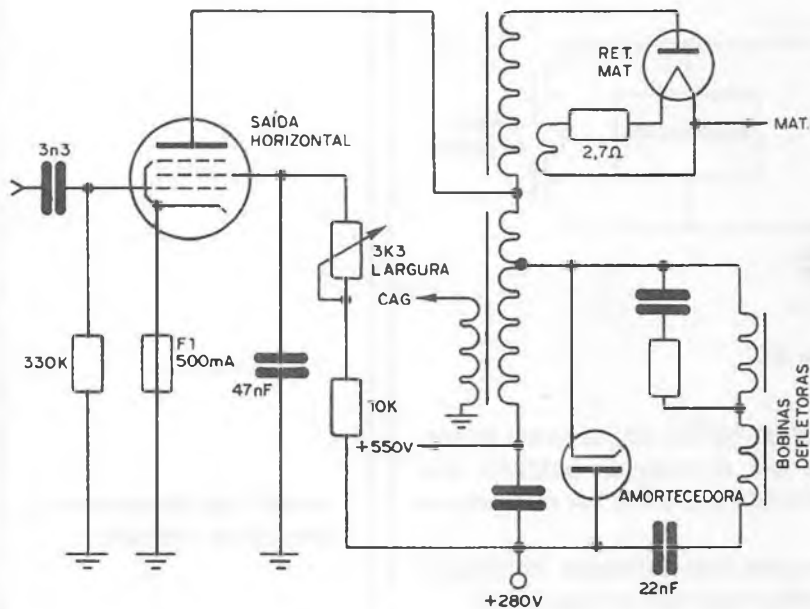 RET.
MAT
MAT.
2,7Ω
SAÍDA
HORIZONTAL
3n3
3K3
LARGURA
CAG
330K
F1
500mA
47nF
10K
+550V
AMORTECEDORA
BOBINAS
DEFLETORAS
22nF
+280V